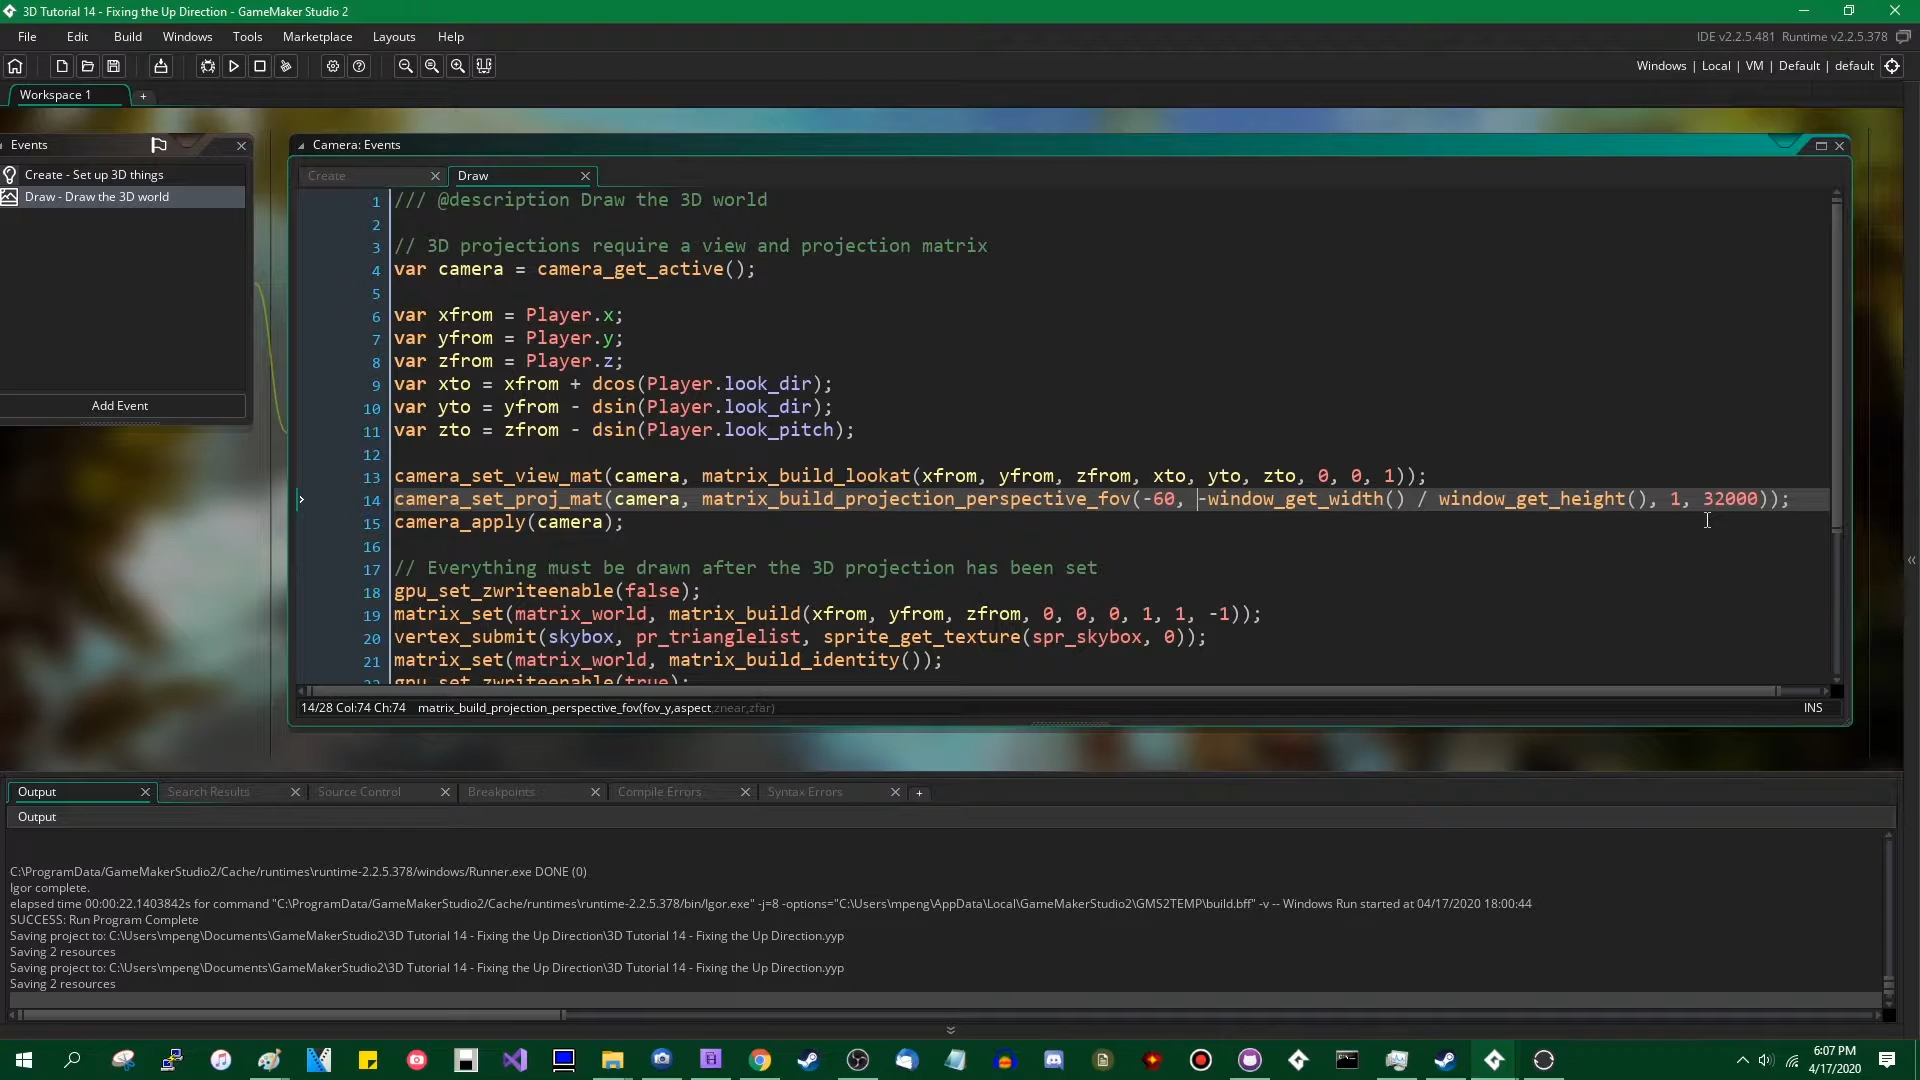 3D Tutorial 14 - Fixing the Up Direction - GameMaker Studio 2
File Edit Build Windows Tools Marketplace Layouts Help
IDE v2.2.5.481 Runtime v2.2.5.378
Windows | Local | VM | Default | default
Workspace 1
Events
Create - Set up 3D things
Draw - Draw the 3D world
Add Event
Camera: Events
Create Draw
1 /// @description Draw the 3D world
2
3 // 3D projections require a view and projection matrix
4 var camera = camera_get_active();
5
6 var xfrom = Player.x;
7 var yfrom = Player.y;
8 var zfrom = Player.z;
9 var xto = xfrom + dcos(Player.look_dir);
10 var yto = yfrom - dsin(Player.look_dir);
11 var zto = zfrom - dsin(Player.look_pitch);
12
13 camera_set_view_mat(camera, matrix_build_lookat(xfrom, yfrom, zfrom, xto, yto, zto, 0, 0, 1));
14 camera_set_proj_mat(camera, matrix_build_projection_perspective_fov(-60, -window_get_width() / window_get_height(), 1, 32000));
15 camera_apply(camera);
16
17 // Everything must be drawn after the 3D projection has been set
18 gpu_set_zwriteenable(false);
19 matrix_set(matrix_world, matrix_build(xfrom, yfrom, zfrom, 0, 0, 0, 1, 1, -1));
20 vertex_submit(skybox, pr_trianglelist, sprite_get_texture(spr_skybox, 0));
21 matrix_set(matrix_world, matrix_build_identity());
22 gpu_set_zwriteenable(true);
14/28 Col:74 Ch:74 matrix_build_projection_perspective_fov(fov_y,aspect,znear,zfar) INS
Output Search Results Source Control Breakpoints Compile Errors Syntax Errors
Output
C:\ProgramData/GameMakerStudio2/Cache/runtimes\runtime-2.2.5.378/windows/Runner.exe DONE (0)
Igor complete.
elapsed time 00:00:22.1403842s for command "C:\ProgramData/GameMakerStudio2/Cache/runtimes\runtime-2.2.5.378/bin/Igor.exe" -j=8 -options="C:\Users\mpeng\AppData\Local\GameMakerStudio2\GMS2TEMP\build.bff" -v -- Windows Run started at 04/17/2020 18:00:44
SUCCESS: Run Program Complete
Saving project to: C:\Users\mpeng\Documents\GameMakerStudio2\3D Tutorial 14 - Fixing the Up Direction\3D Tutorial 14 - Fixing the Up Direction.yyp
Saving 2 resources
Saving project to: C:\Users\mpeng\Documents\GameMakerStudio2\3D Tutorial 14 - Fixing the Up Direction\3D Tutorial 14 - Fixing the Up Direction.yyp
Saving 2 resources
6:07 PM
4/17/2020